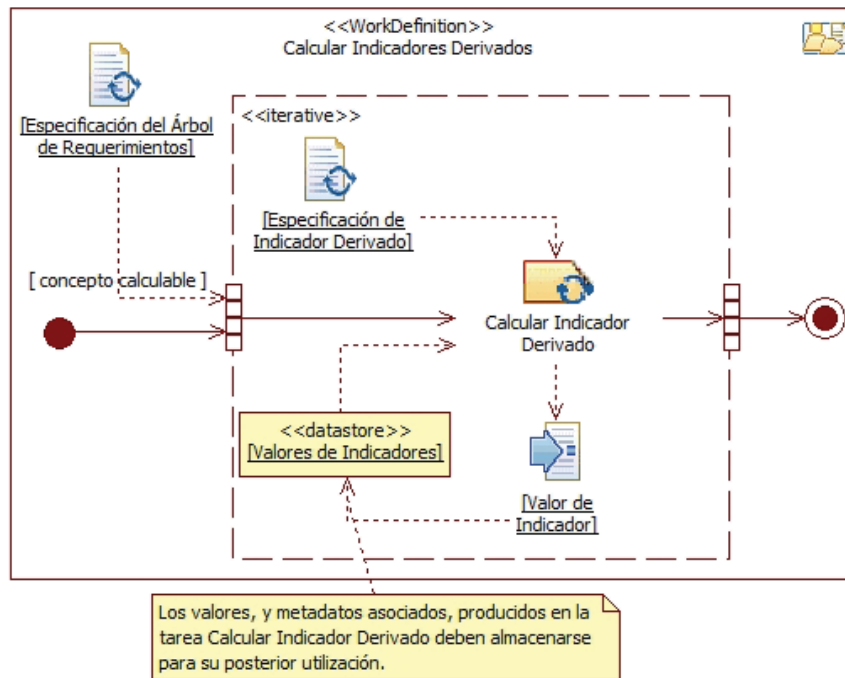 <<WorkDefinition>>
Calcular Indicadores Derivados
[Especificación del Árbol
de Requerimientos]
<<iterative>>
[Especificación de
Indicador Derivado]
[ concepto calculable ]
Calcular Indicador
Derivado
<<datastore>>
[Valores de Indicadores]
[Valor de
Indicador]
Los valores, y metadatos asociados, producidos en la
tarea Calcular Indicador Derivado deben almacenarse
para su posterior utilización.